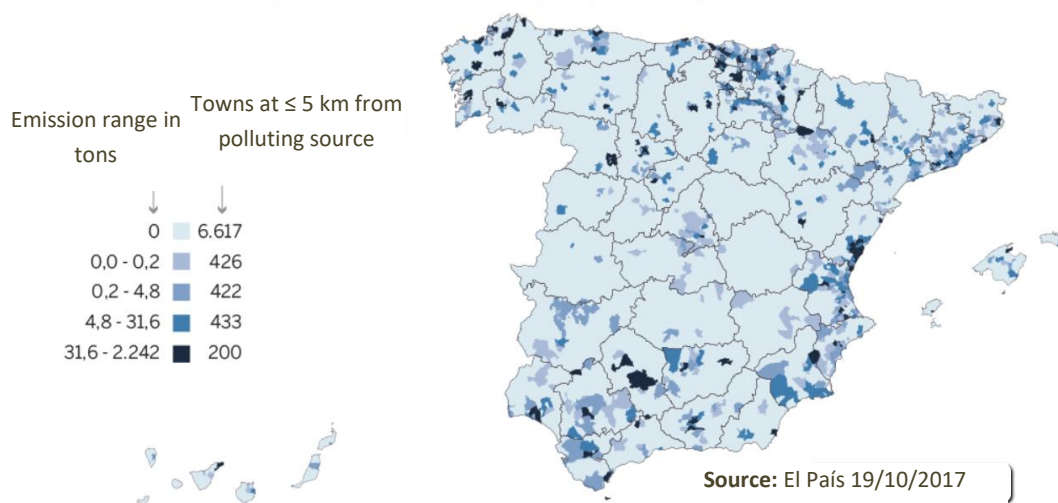 Emission range in
tons
Towns at ≤ 5 km from
polluting source
0 6.617
0,0 - 0,2 426
0,2 - 4,8 422
4,8 - 31,6 433
31,6 - 2.242 200
Source: El País 19/10/2017